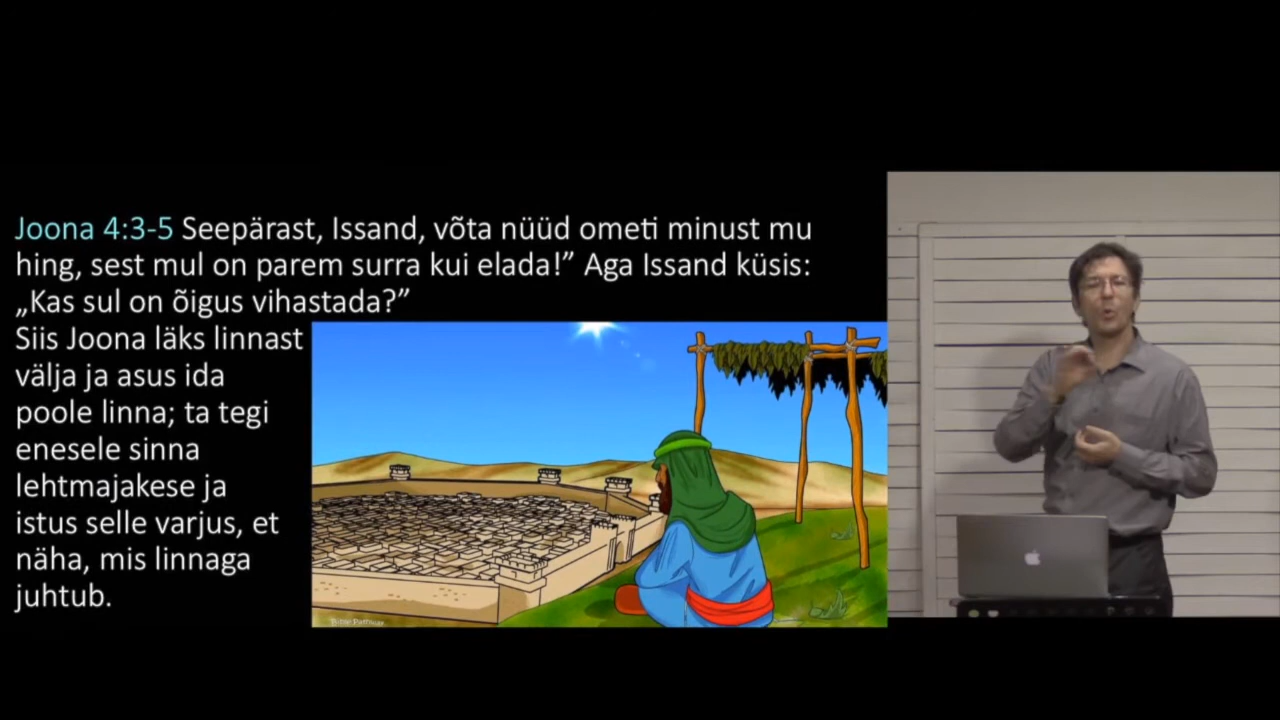 Joona 4:3-5 Seepärast, Issand, võta nüüd ometi minust mu
hing, sest mul on parem surra kui elada!” Aga Issand küsis:
„Kas sul on õigus vihastada?”
Siis Joona läks linnast
välja ja asus ida
poole linna; ta tegi
enesele sinna
lehtmajakese ja
istus selle varjus, et
näha, mis linnaga
juhtub.